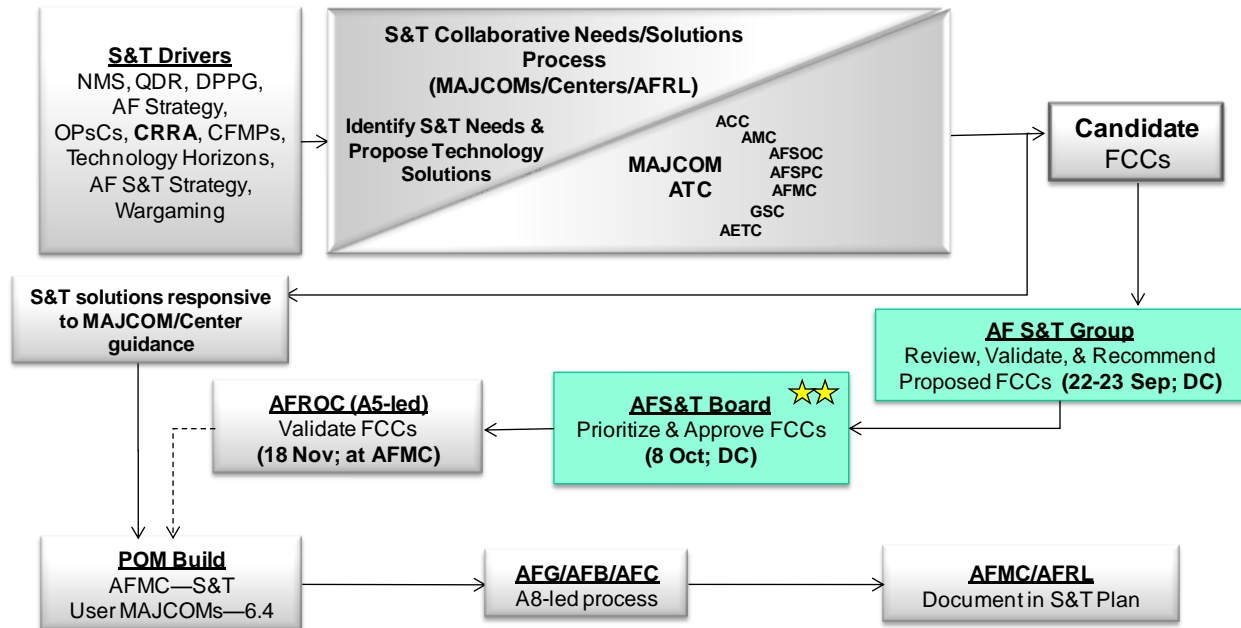 S&T Drivers
NMS, QDR, DPPG,
AF Strategy,
OPsCs, CRRA, CFMPs,
Technology Horizons,
AF S&T Strategy,
Wargaming
S&T Collaborative Needs/Solutions
Process
(MAJCOMs/Centers/AFRL)
Identify S&T Needs &
Propose Technology
Solutions
MAJCOM
ATC
ACC
AMC
AFSOC
AFSPC
AFMC
GSC
AETC
Candidate
FCCs
S&T solutions responsive
to MAJCOM/Center
guidance
AF S&T Group
Review, Validate, & Recommend
Proposed FCCs (22-23 Sep; DC)
AFS&T Board
Prioritize & Approve FCCs
(8 Oct; DC)
AFROC (A5-led)
Validate FCCs
(18 Nov; at AFMC)
POM Build
AFMC—S&T
User MAJCOMs—6.4
AFG/AFB/AFC
A8-led process
AFMC/AFRL
Document in S&T Plan